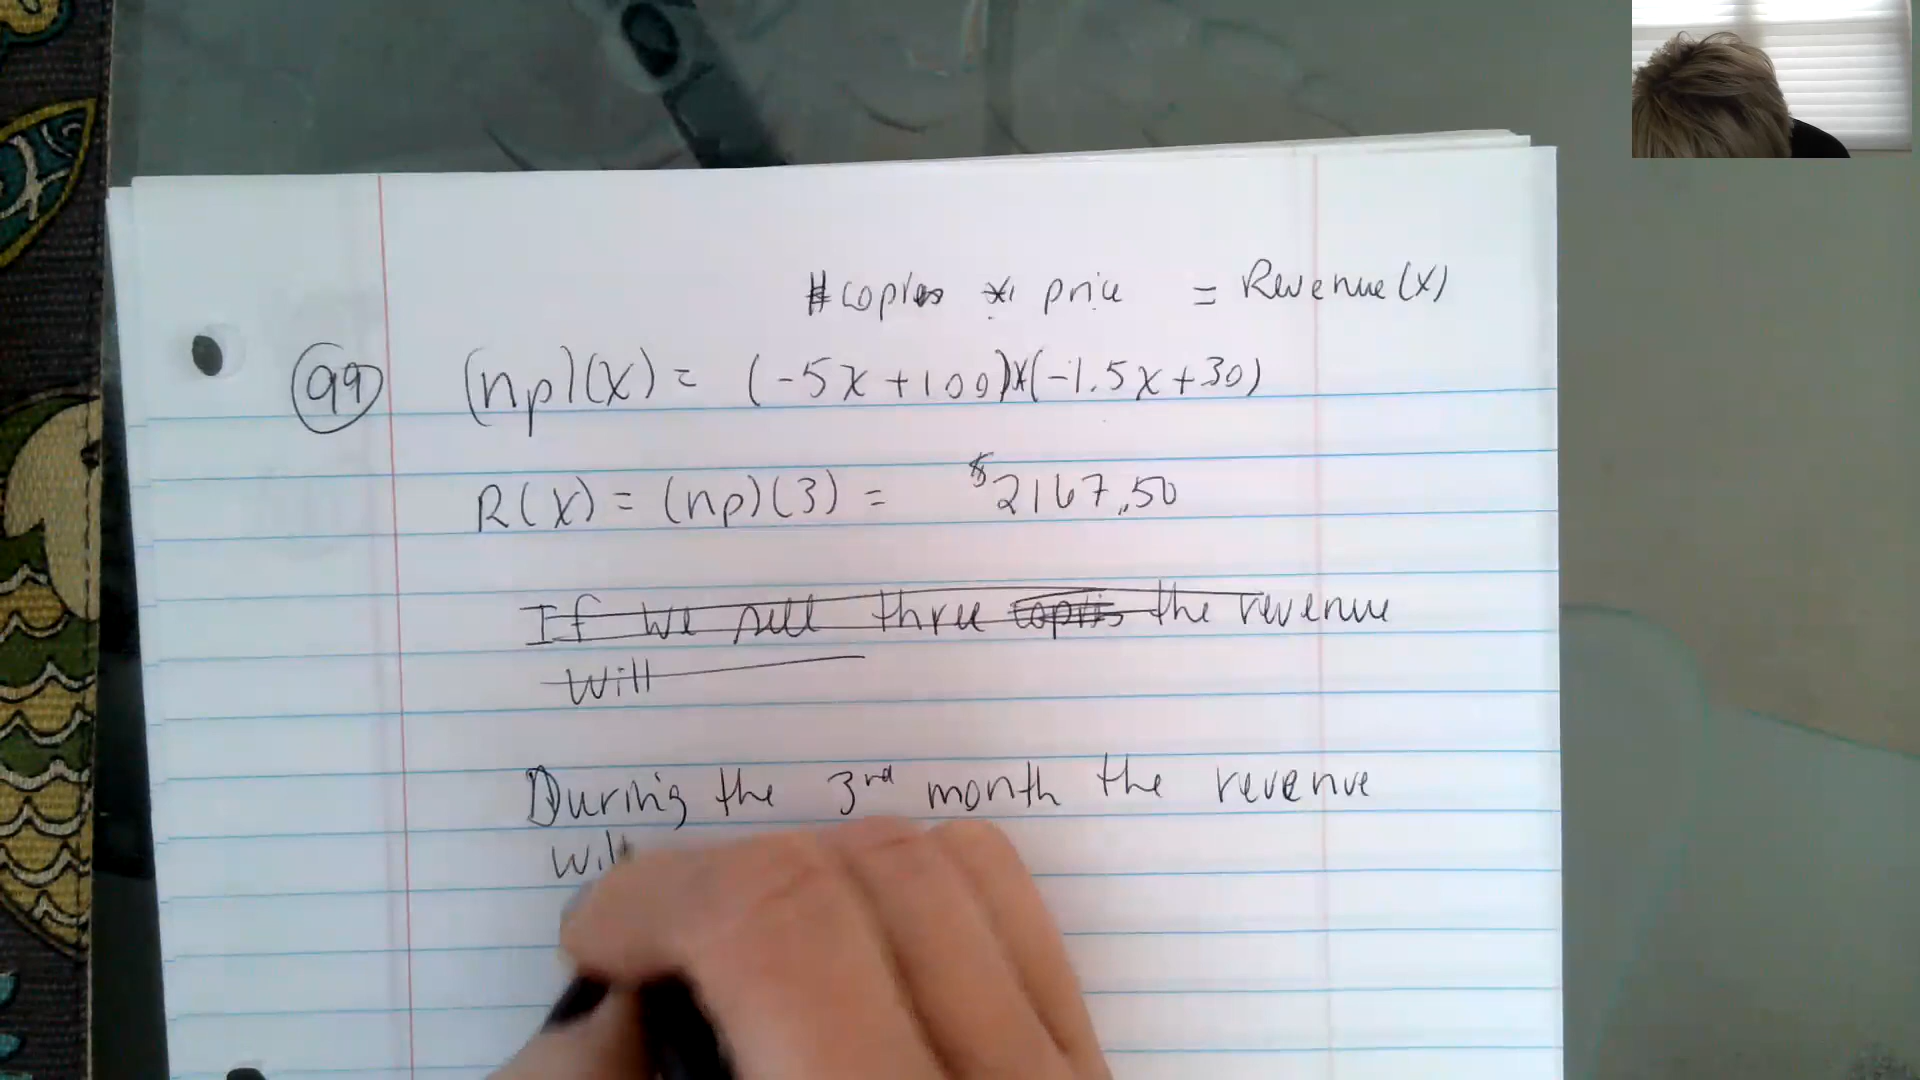 # copies * price = Revenue(x)
99 (np)(x) = (-5x+100)*(-1.5x+30)
R(x) = (np)(3) = $2167.50
If we sell three copies the revenue
will
During the 3rd month the revenue
will